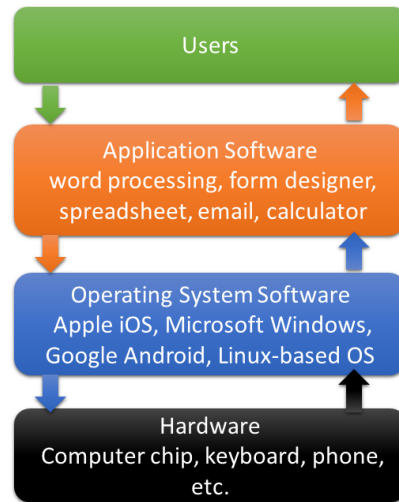 Users
Application Software
word processing, form designer,
spreadsheet, email, calculator
Operating System Software
Apple iOS, Microsoft Windows,
Google Android, Linux-based OS
Hardware
Computer chip, keyboard, phone,
etc.